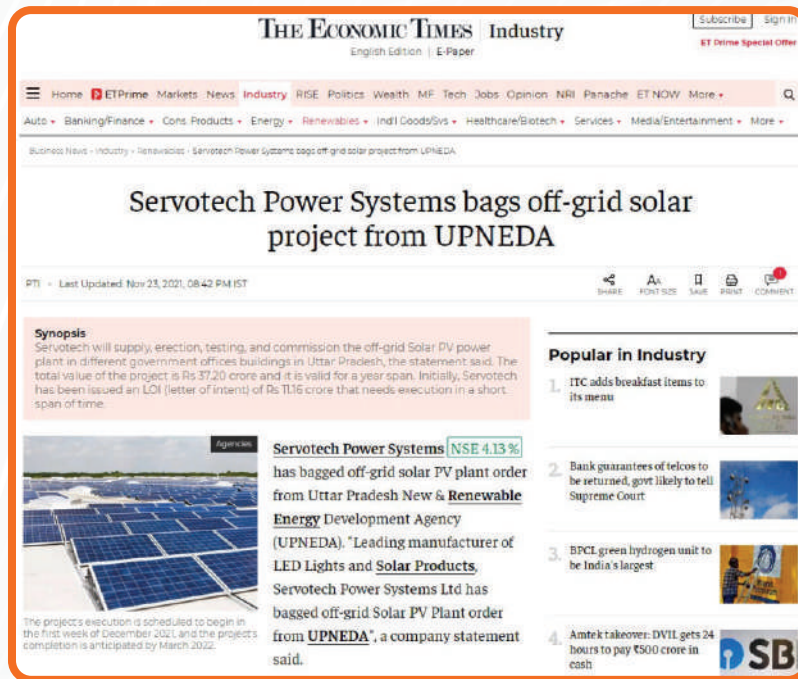 THE ECONOMIC TIMES | Industry
Subscribe Sign In
English Edition | E-Paper
ET Prime Special Offer
Home ETPrime Markets News Industry RISE Politics Wealth MF Tech Jobs Opinion NRI Panache ET NOW More
Auto Banking/Finance Cons. Products Energy Renewables Ind'l Goods/Svs Healthcare/Biotech Services Media/Entertainment More
Business News › Industry › Renewables › Servotech Power Systems bags off-grid solar project from UPNEDA
Servotech Power Systems bags off-grid solar
project from UPNEDA
PTI • Last Updated: Nov 23, 2021, 08:42 PM IST
SHARE FONT SIZE SAVE PRINT COMMENT
1
Synopsis
Servotech will supply, erection, testing, and commission the off-grid Solar PV power
plant in different government offices buildings in Uttar Pradesh, the statement said. The
total value of the project is Rs 37.20 crore and it is valid for a year span. Initially, Servotech
has been issued an LOI (letter of intent) of Rs 11.16 crore that needs execution in a short
span of time.
Agencies
The project's execution is scheduled to begin in
the first week of December 2021, and the project's
completion is anticipated by March 2022.
Servotech Power Systems NSE 4.13 %
has bagged off-grid solar PV plant order
from Uttar Pradesh New & Renewable
Energy Development Agency
(UPNEDA). "Leading manufacturer of
LED Lights and Solar Products,
Servotech Power Systems Ltd has
bagged off-grid Solar PV Plant order
from UPNEDA", a company statement
said.
Popular in Industry
1. ITC adds breakfast items to
its menu
2. Bank guarantees of telcos to
be returned, govt likely to tell
Supreme Court
3. BPCL green hydrogen unit to
be India's largest
4. Amtek takeover: DVIL gets 24
hours to pay ₹500 crore in
cash
SB